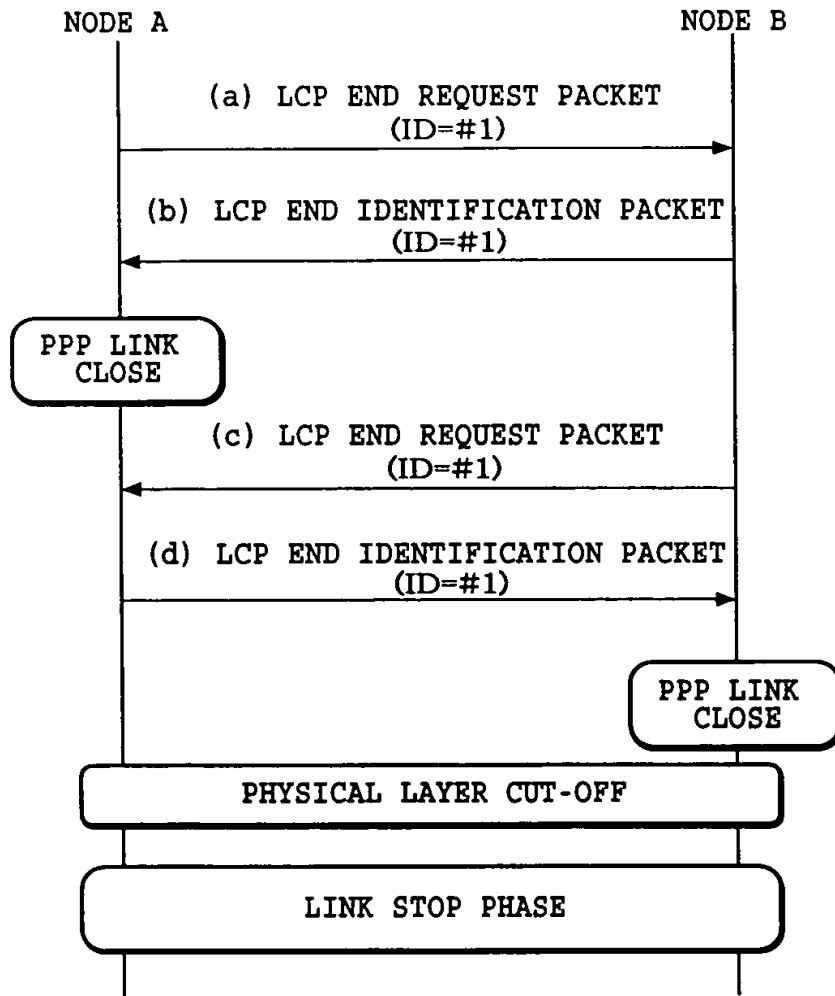 NODE A
NODE B
(a) LCP END REQUEST PACKET
(ID=#1)
(b) LCP END IDENTIFICATION PACKET
(ID=#1)
PPP LINK
CLOSE
(c) LCP END REQUEST PACKET
(ID=#1)
(d) LCP END IDENTIFICATION PACKET
(ID=#1)
PPP LINK
CLOSE
PHYSICAL LAYER CUT-OFF
LINK STOP PHASE